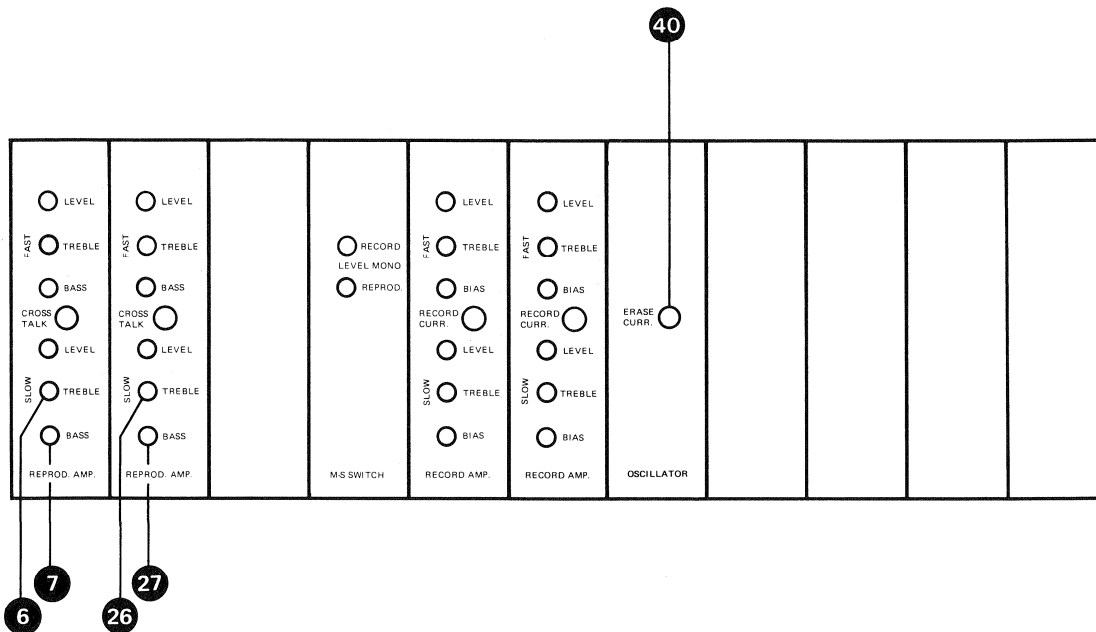 40
LEVEL
FAST
TREBLE
BASS
CROSS
TALK
LEVEL
SLOW
TREBLE
BASS
REPROD. AMP.
LEVEL
FAST
TREBLE
BASS
CROSS
TALK
LEVEL
SLOW
TREBLE
BASS
REPROD. AMP.
RECORD
LEVEL MONO
REPROD.
M-S SWITCH
LEVEL
FAST
TREBLE
BIAS
RECORD
CURR.
LEVEL
SLOW
TREBLE
BIAS
RECORD AMP.
LEVEL
FAST
TREBLE
BIAS
RECORD
CURR.
LEVEL
SLOW
TREBLE
BIAS
RECORD AMP.
ERASE
CURR.
OSCILLATOR
7
27
6
26